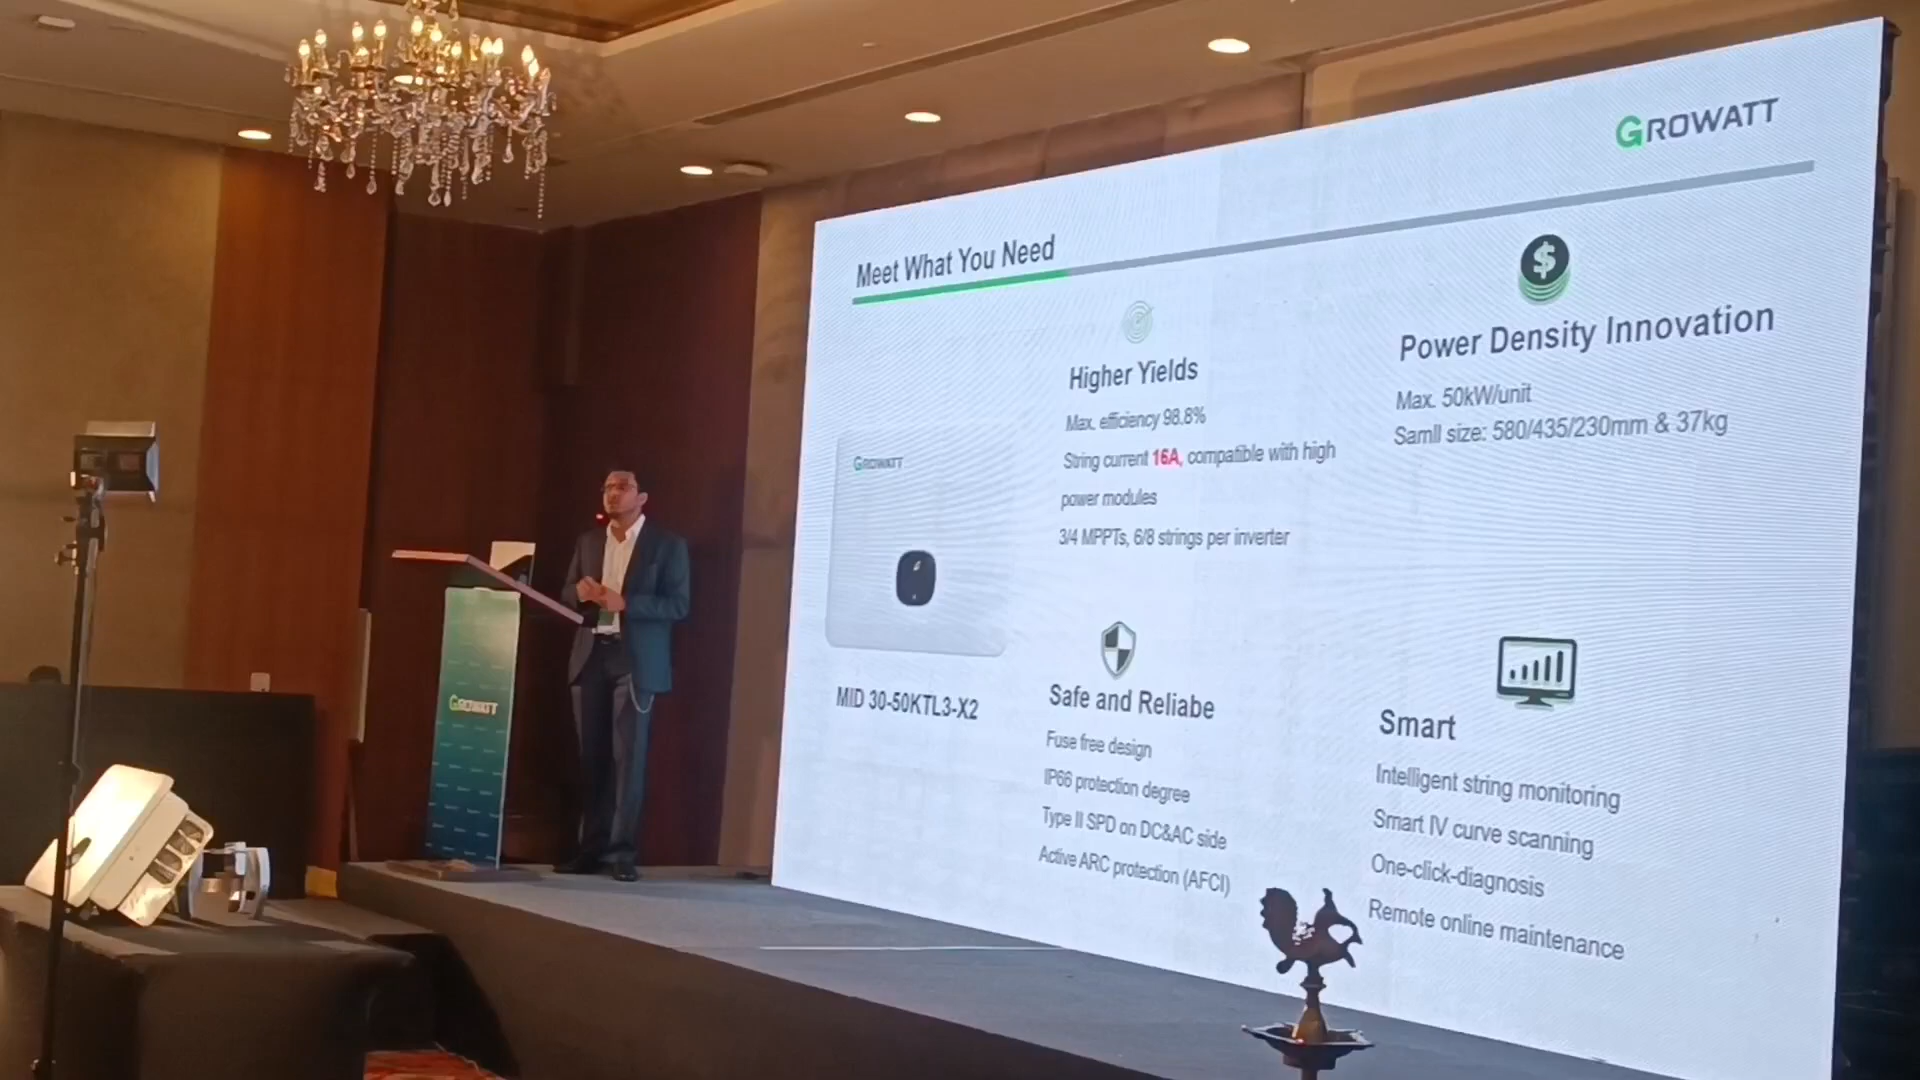 GROWATT
Meet What You Need
Higher Yields
Max. efficiency 98.8%
String current 16A, compatible with high
power modules
3/4 MPPTs, 6/8 strings per inverter
Power Density Innovation
Max. 50kW/unit
Samll size: 580/435/230mm & 37kg
GROWATT
MID 30-50KTL3-X2
Safe and Reliabe
Fuse free design
IP66 protection degree
Type II SPD on DC&AC side
Active ARC protection (AFCI)
Smart
Intelligent string monitoring
Smart IV curve scanning
One-click-diagnosis
Remote online maintenance
GROWATT